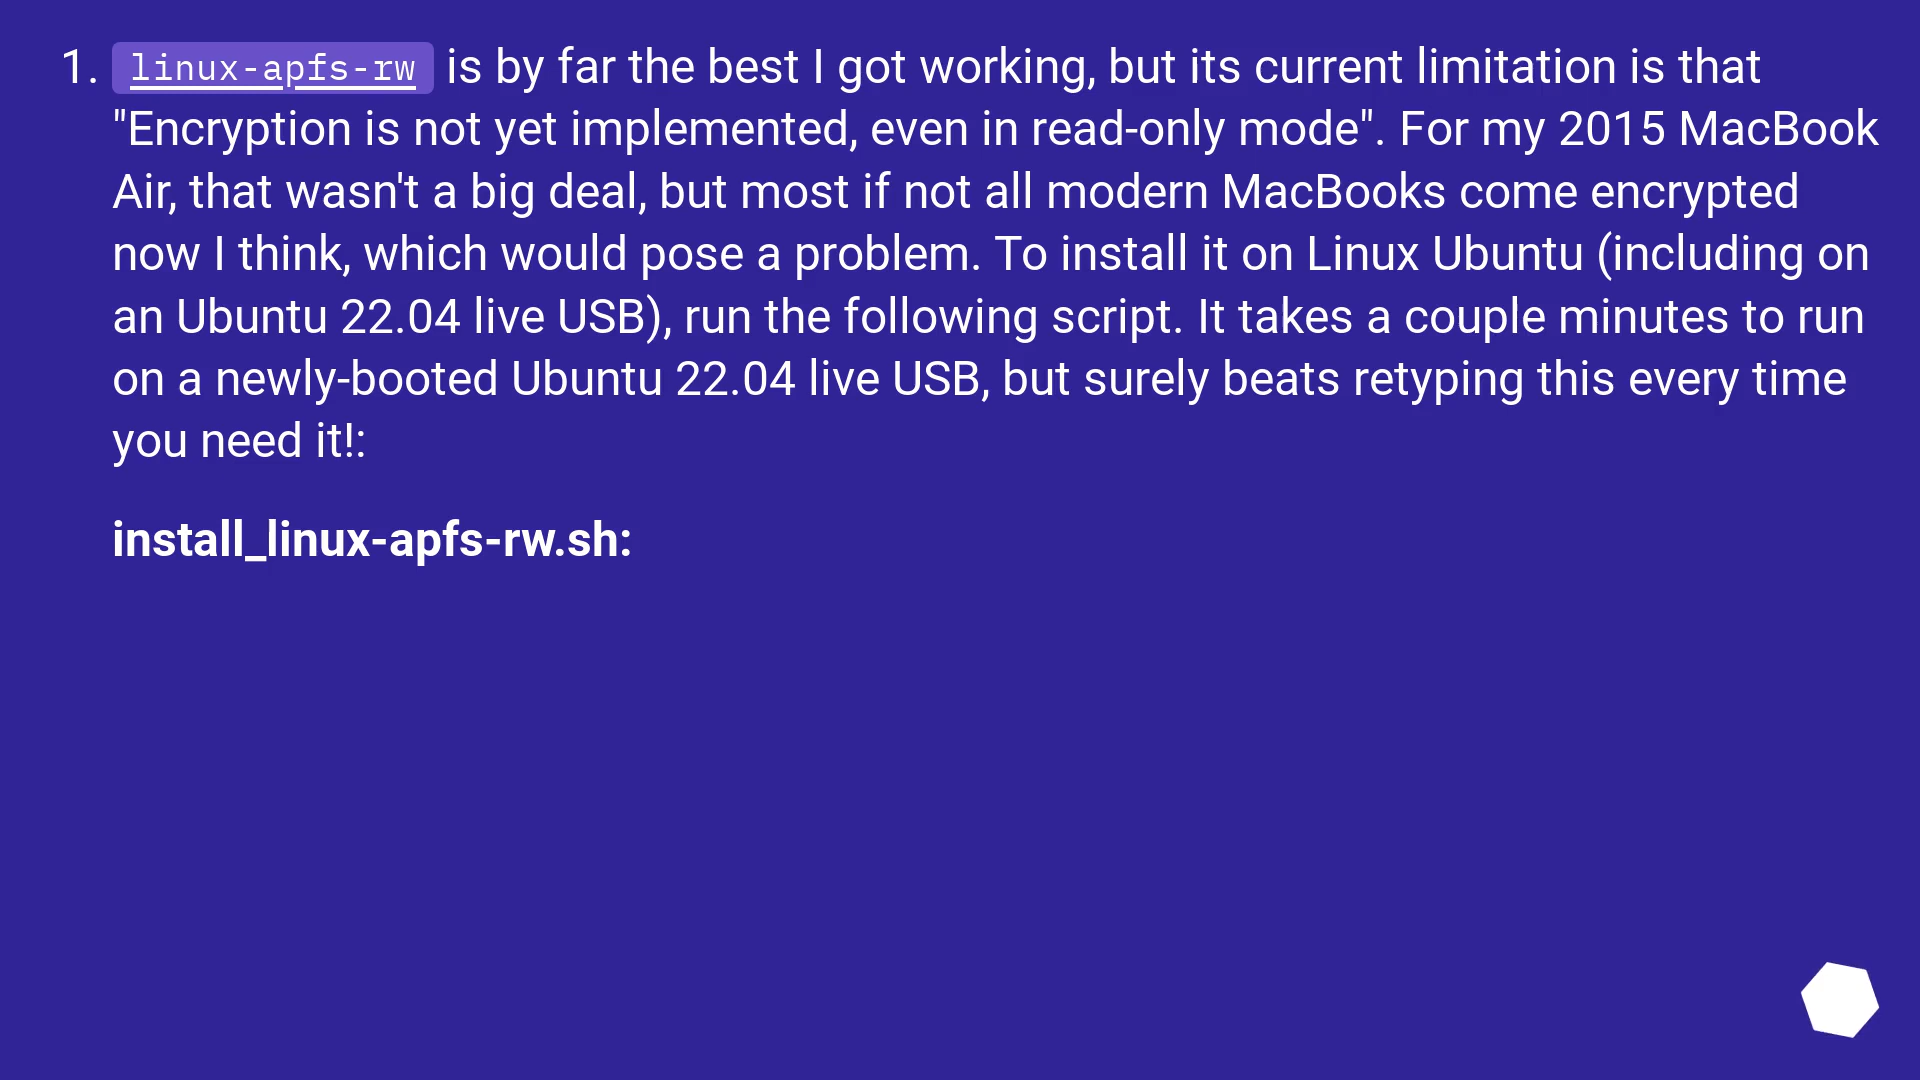 1. linux-apfs-rw is by far the best I got working, but its current limitation is that
"Encryption is not yet implemented, even in read-only mode". For my 2015 MacBook
Air, that wasn't a big deal, but most if not all modern MacBooks come encrypted
now I think, which would pose a problem. To install it on Linux Ubuntu (including on
an Ubuntu 22.04 live USB), run the following script. It takes a couple minutes to run
on a newly-booted Ubuntu 22.04 live USB, but surely beats retyping this every time
you need it!:
install_linux-apfs-rw.sh: